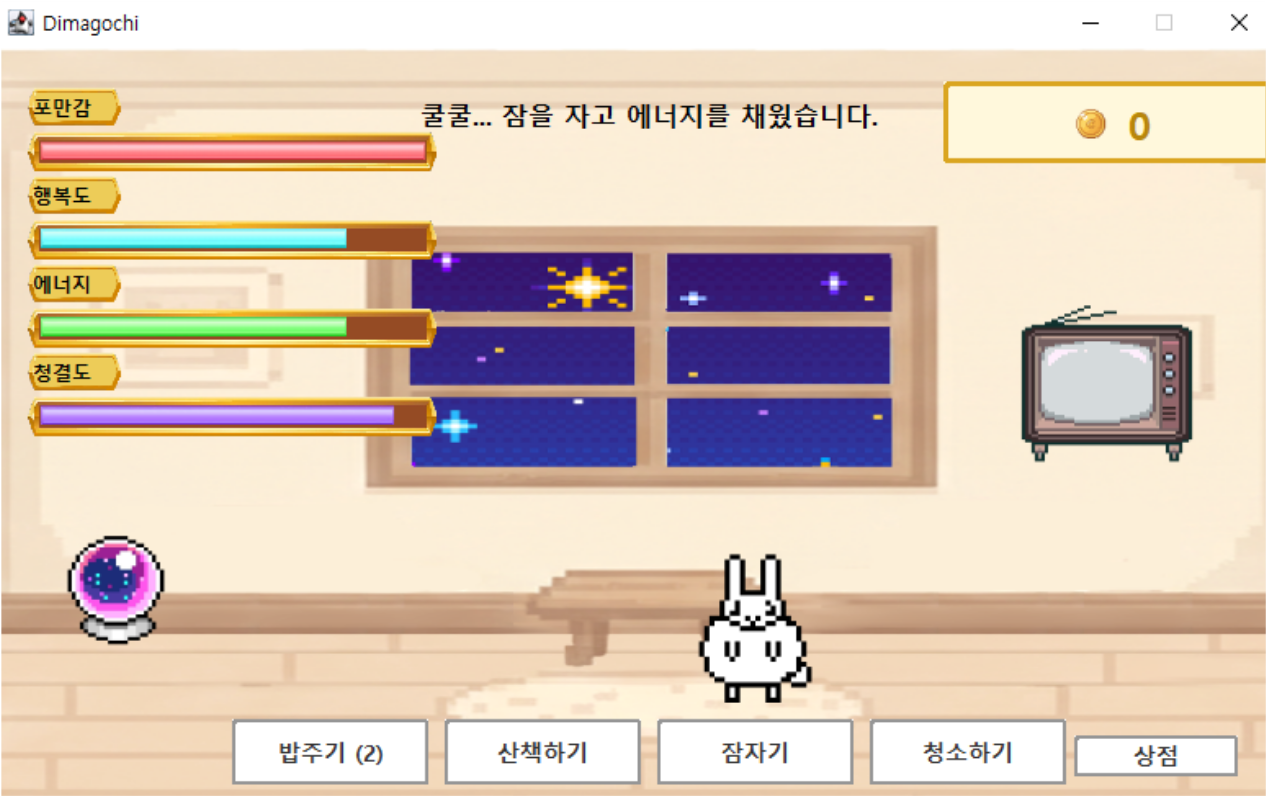 Dimagochi
포만감
쿨쿨... 잠을 자고 에너지를 채웠습니다.
0
행복도
에너지
청결도
밥주기 (2)
산책하기
잠자기
청소하기
상점